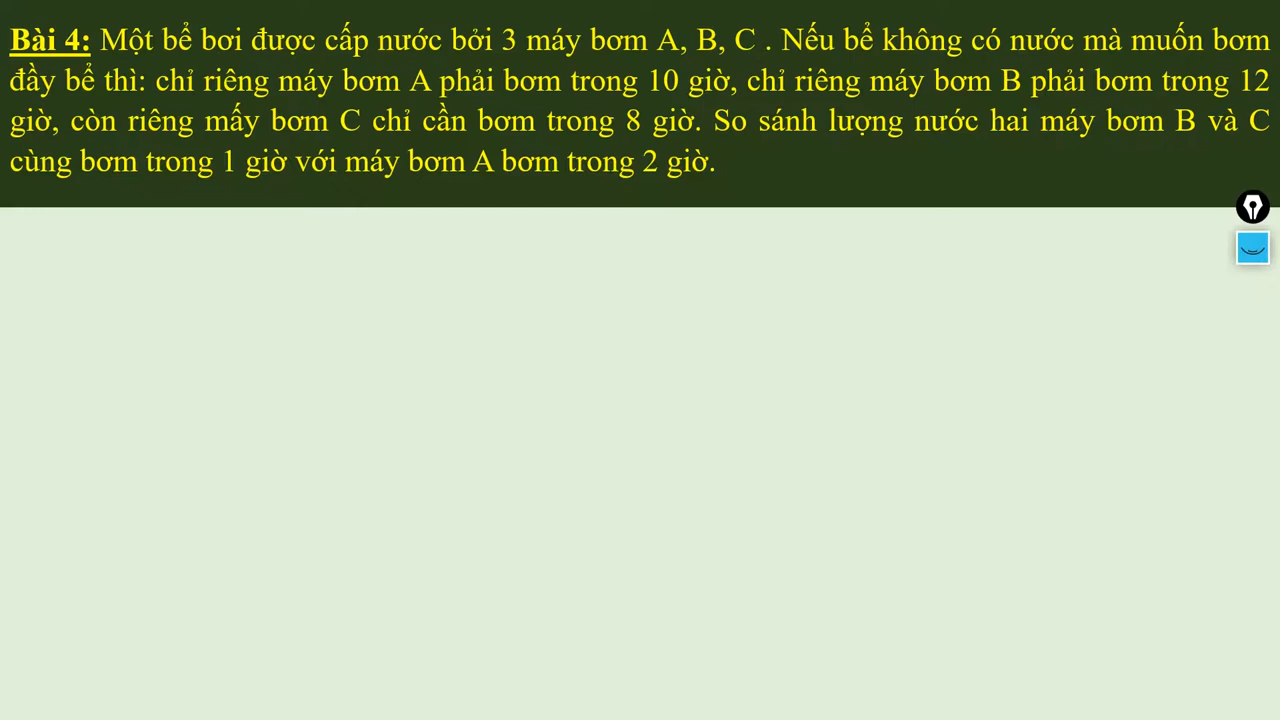 Bài 4: Một bể bơi được cấp nước bởi 3 máy bơm A, B, C . Nếu bể không có nước mà muốn bơm
đầy bể thì: chỉ riêng máy bơm A phải bơm trong 10 giờ, chỉ riêng máy bơm B phải bơm trong 12
giờ, còn riêng mấy bơm C chỉ cần bơm trong 8 giờ. So sánh lượng nước hai máy bơm B và C
cùng bơm trong 1 giờ với máy bơm A bơm trong 2 giờ.